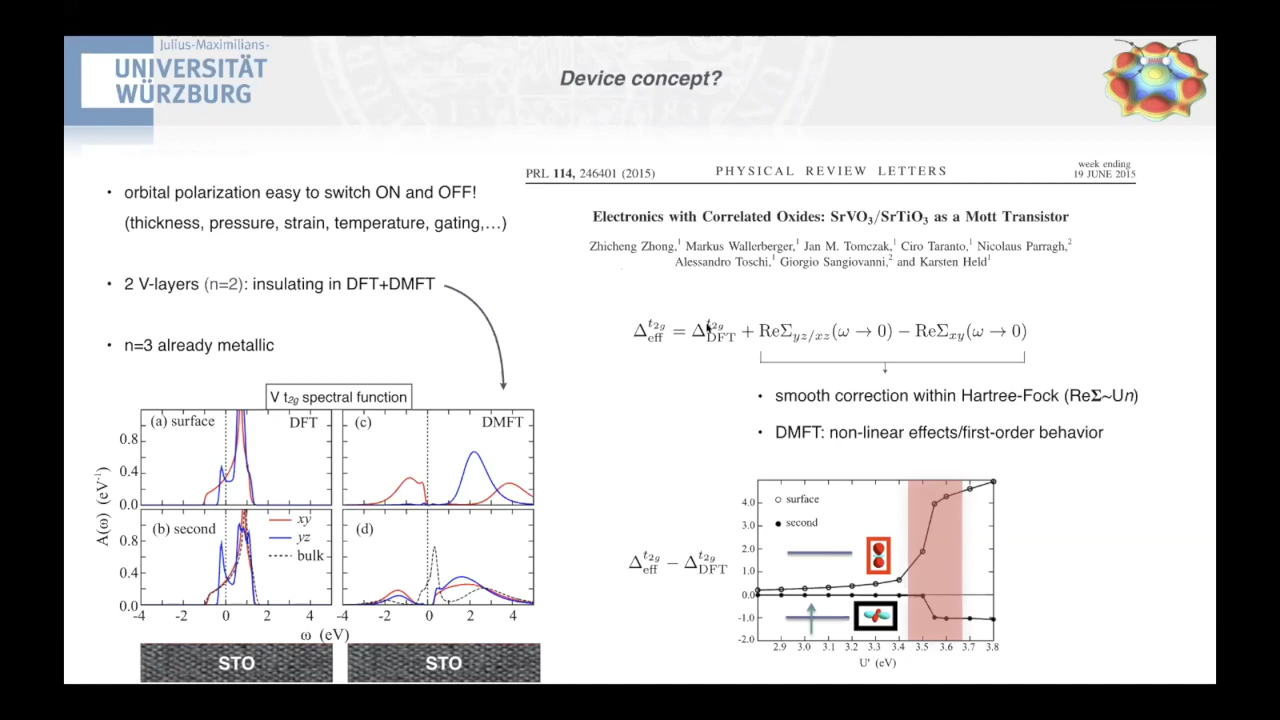 Julius-Maximilians-
UNIVERSITÄT
WÜRZBURG
Device concept?
• orbital polarization easy to switch ON and OFF!
(thickness, pressure, strain, temperature, gating,…)
• 2 V-layers (n=2): insulating in DFT+DMFT
• n=3 already metallic
PRL 114, 246401 (2015)
PHYSICAL REVIEW LETTERS
week ending
19 JUNE 2015
Electronics with Correlated Oxides: SrVO₃/SrTiO₃ as a Mott Transistor
Zhicheng Zhong,¹ Markus Wallerberger,¹ Jan M. Tomczak,¹ Ciro Taranto,¹ Nicolaus Parragh,²
Alessandro Toschi,¹ Giorgio Sangiovanni,² and Karsten Held¹
Δ_eff^{t2g} = Δ_DFT^{t2g} + ReΣ_{yz/xz}(ω → 0) − ReΣ_{xy}(ω → 0)
• smooth correction within Hartree-Fock (ReΣ~Un)
• DMFT: non-linear effects/first-order behavior
V t₂g spectral function
(a) surface DFT
(c) DMFT
0.8
0.4
0.0
(b) second
xy
yz
bulk
(d)
0.8
0.4
0.0
A(ω) (eV⁻¹)
-4 -2 0 2 4
-4 -2 0 2 4
ω (eV)
STO
STO
Δ_eff^{t2g} − Δ_DFT^{t2g}
surface
second
4.0
3.0
2.0
1.0
0.0
-1.0
-2.0
2.9 3.0 3.1 3.2 3.3 3.4 3.5 3.6 3.7 3.8
U' (eV)